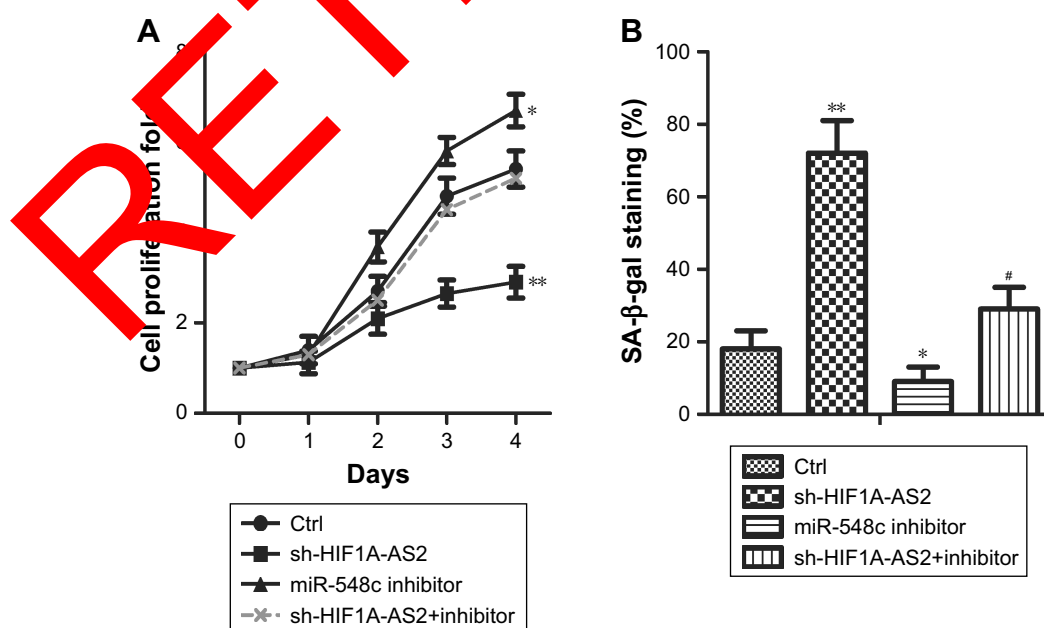 A
8
Cell proliferation
2
0
0 1 2 3 4
Days
*
**
Ctrl
sh-HIF1A-AS2
miR-548c inhibitor
sh-HIF1A-AS2+inhibitor
B
SA-β-gal staining (%)
100
80
60
40
20
0
**
*
#
Ctrl
sh-HIF1A-AS2
miR-548c inhibitor
sh-HIF1A-AS2+inhibitor
RET